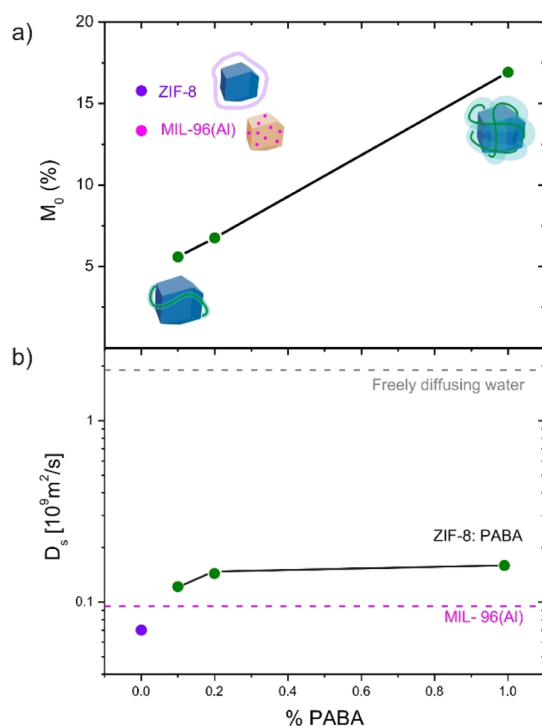 a)
20
15
10
5
M₀ (%)
ZIF-8
MIL-96(Al)
b)
1
0.1
Dₛ [10⁹m²/s]
Freely diffusing water
ZIF-8: PABA
MIL- 96(Al)
0.0 0.2 0.4 0.6 0.8 1.0
% PABA